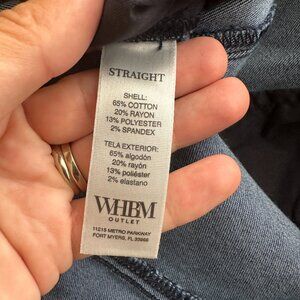 STRAIGHT
SHELL:
65% COTTON
20% RAYON
13% POLYESTER
2% SPANDEX
TELA EXTERIOR:
65% algodón
20% rayón
13% poliéster
2% elastano
WHBM
OUTLET
11215 METRO PARKWAY
FORT MYERS, FL 33966